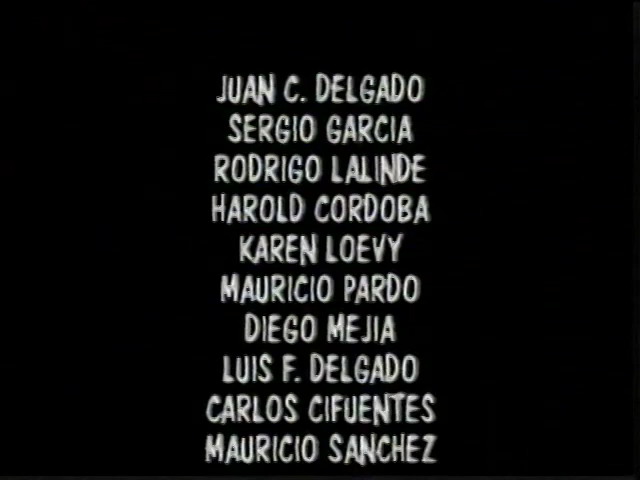 JUAN C. DELGADO
SERGIO GARCIA
RODRIGO LALINDE
HAROLD CORDOBA
KAREN LOEVY
MAURICIO PARDO
DIEGO MEJIA
LUIS F. DELGADO
CARLOS CIFUENTES
MAURICIO SANCHEZ